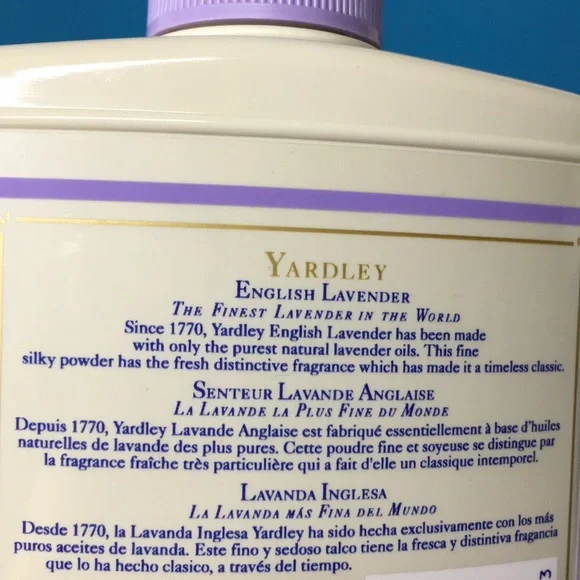 YARDLEY
ENGLISH LAVENDER
THE FINEST LAVENDER IN THE WORLD
Since 1770, Yardley English Lavender has been made
with only the purest natural lavender oils. This fine
silky powder has the fresh distinctive fragrance which has made it a timeless classic.
SENTEUR LAVANDE ANGLAISE
LA LAVANDE LA PLUS FINE DU MONDE
Depuis 1770, Yardley Lavande Anglaise est fabriqué essentiellement à base d'huiles
naturelles de lavande des plus pures. Cette poudre fine et soyeuse se distingue par
la fragrance fraîche très particulière qui a fait d'elle un classique intemporel.
LAVANDA INGLESA
LA LAVANDA MÁS FINA DEL MUNDO
Desde 1770, la Lavanda Inglesa Yardley ha sido hecha exclusivamente con los más
puros aceites de lavanda. Este fino y sedoso talco tiene la fresca y distintiva fragancia
que lo ha hecho clasico, a través del tiempo.
3